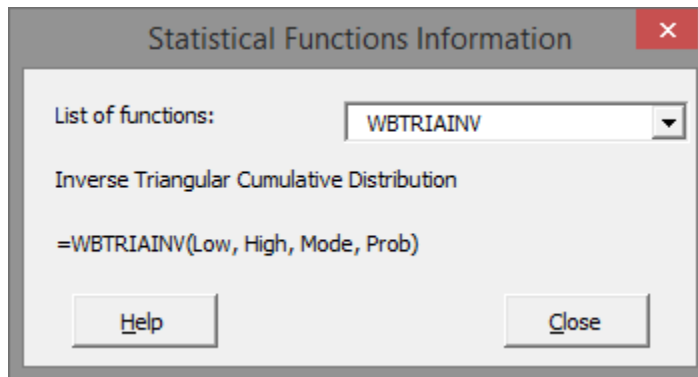 Statistical Functions Information
List of functions: WBTRIAINV
Inverse Triangular Cumulative Distribution
=WBTRIAINV(Low, High, Mode, Prob)
Help Close